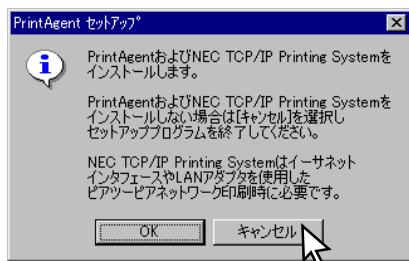 PrintAgent セットアップ
PrintAgentおよびNEC TCP/IP Printing Systemを
インストールします。
PrintAgentおよびNEC TCP/IP Printing Systemを
インストールしない場合は[キャンセル]を選択し
セットアッププログラムを終了してください。
NEC TCP/IP Printing Systemはイーサネット
インタフェースやLANアダプタを使用した
ピアツーピアネットワーク印刷時に必要です。
OK
キャンセル